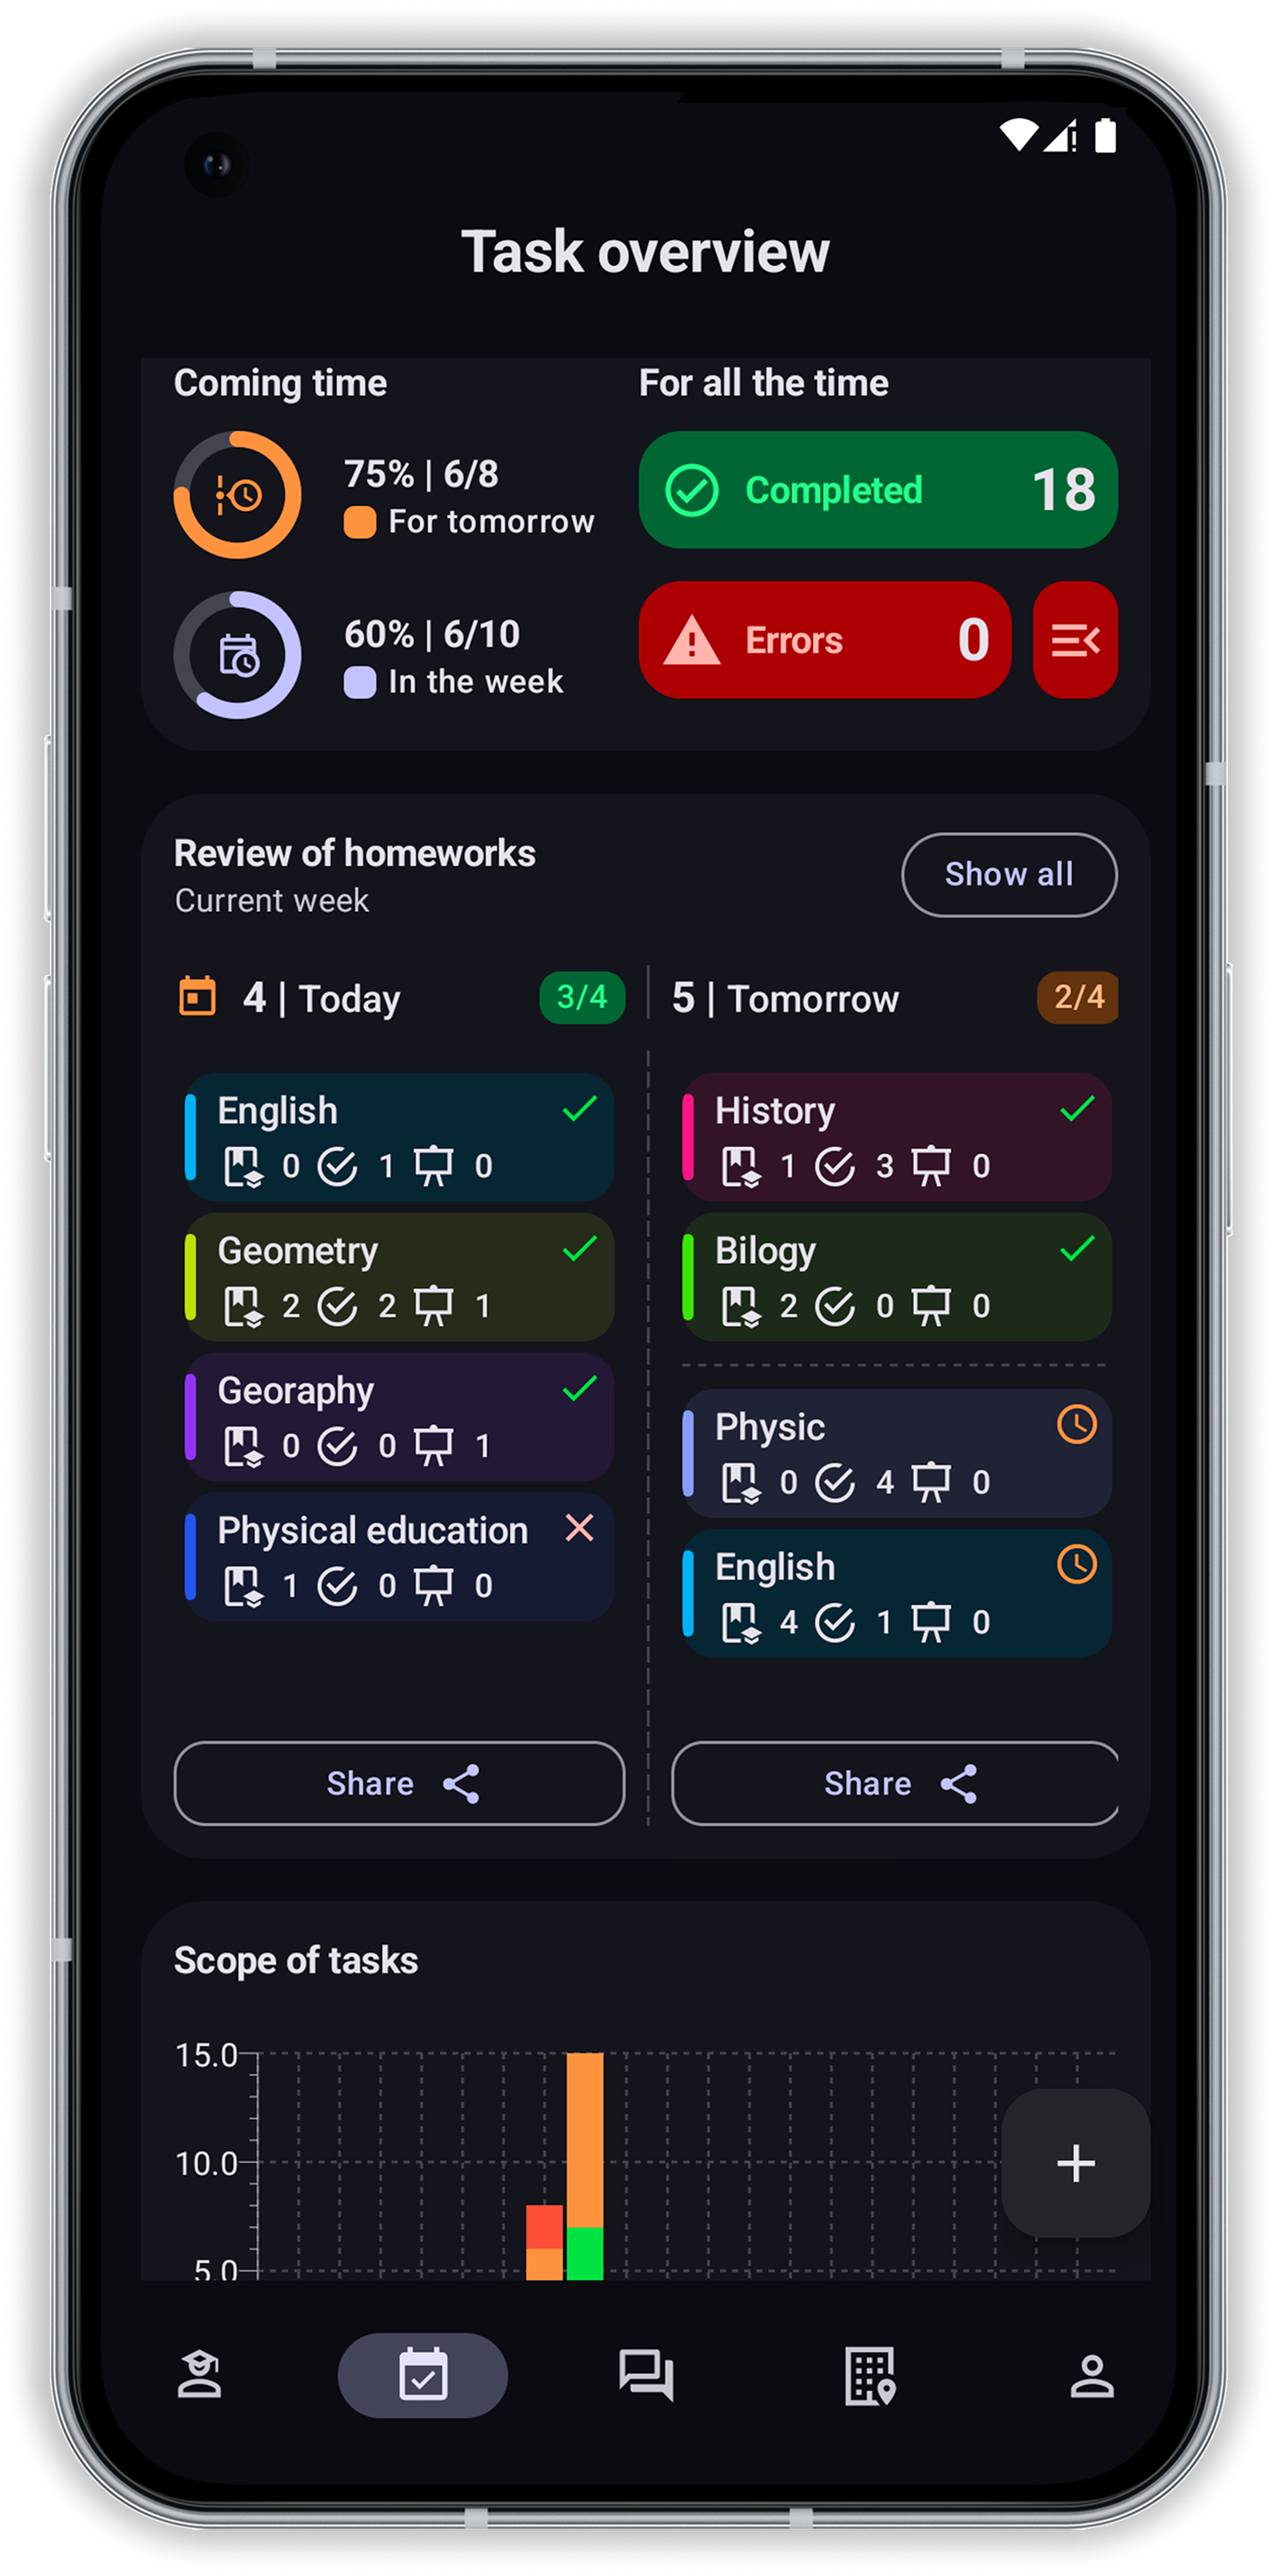 Task overview
Coming time
75% | 6/8
For tomorrow
60% | 6/10
In the week
For all the time
Completed 18
Errors 0
Review of homeworks
Current week
Show all
4 | Today 3/4
English
0 1 0
Geometry
2 2 1
Georaphy
0 0 1
Physical education
1 0 0
Share
5 | Tomorrow 2/4
History
1 3 0
Bilogy
2 0 0
Physic
0 4 0
English
4 1 0
Share
Scope of tasks
15.0
10.0
5.0